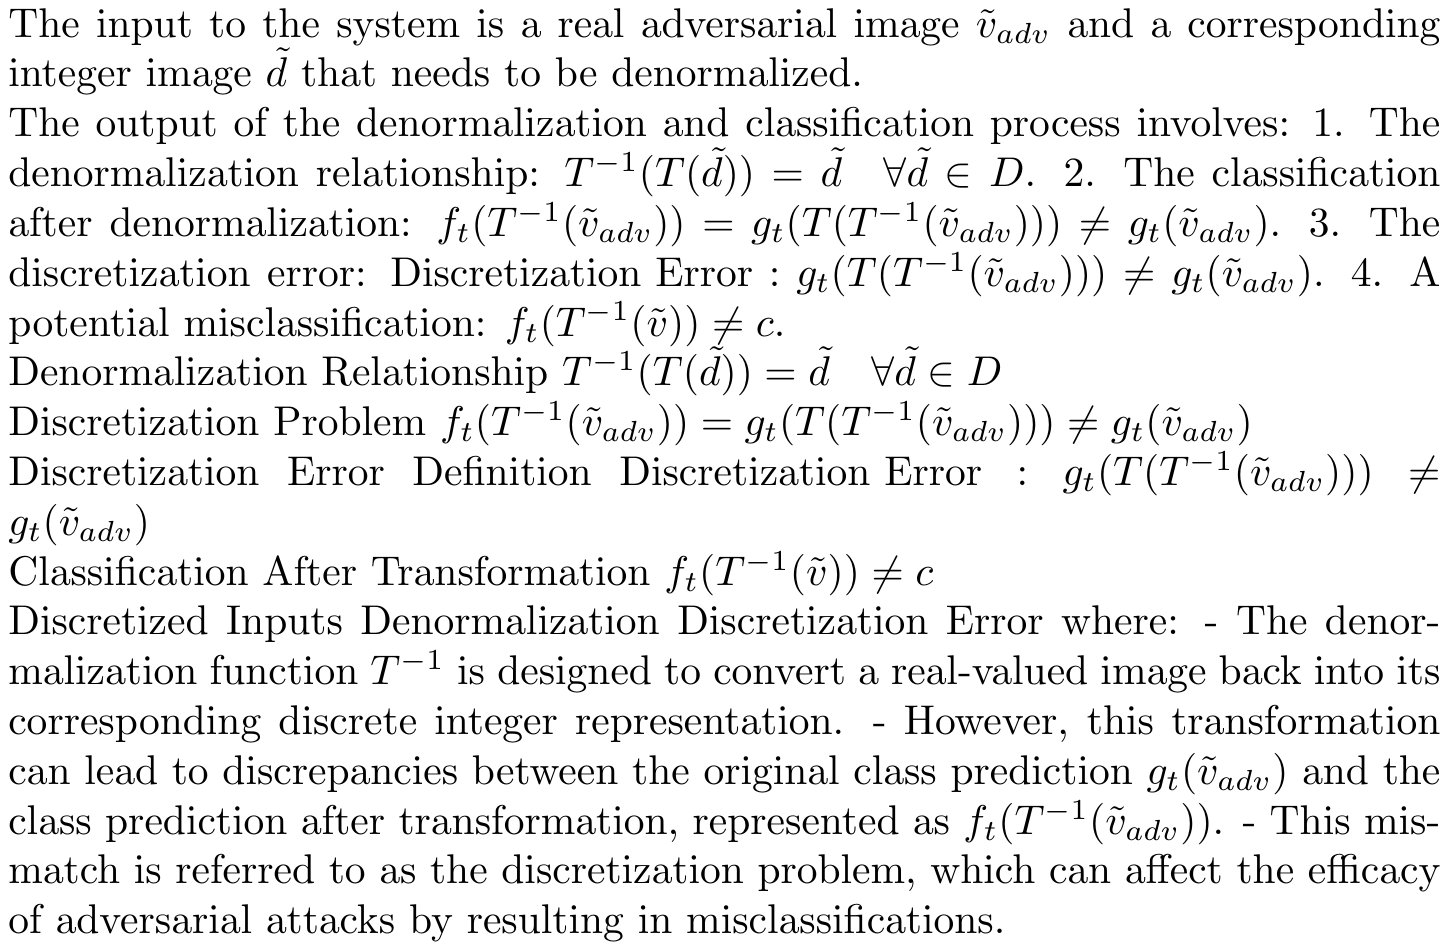 The input to the system is a real adversarial image $\tilde{v}_{adv}$ and a corresponding
integer image $\tilde{d}$ that needs to be denormalized.
The output of the denormalization and classification process involves: 1. The
denormalization relationship: $T^{-1}(T(\tilde{d})) = \tilde{d} \quad \forall \tilde{d} \in D$. 2. The classification
after denormalization: $f_t(T^{-1}(\tilde{v}_{adv})) = g_t(T(T^{-1}(\tilde{v}_{adv}))) \neq g_t(\tilde{v}_{adv})$. 3. The
discretization error: Discretization Error : $g_t(T(T^{-1}(\tilde{v}_{adv}))) \neq g_t(\tilde{v}_{adv})$. 4. A
potential misclassification: $f_t(T^{-1}(\tilde{v})) \neq c$.
Denormalization Relationship $T^{-1}(T(\tilde{d})) = \tilde{d} \quad \forall \tilde{d} \in D$
Discretization Problem $f_t(T^{-1}(\tilde{v}_{adv})) = g_t(T(T^{-1}(\tilde{v}_{adv}))) \neq g_t(\tilde{v}_{adv})$
Discretization Error Definition Discretization Error : $g_t(T(T^{-1}(\tilde{v}_{adv}))) \neq$
$g_t(\tilde{v}_{adv})$
Classification After Transformation $f_t(T^{-1}(\tilde{v})) \neq c$
Discretized Inputs Denormalization Discretization Error where: - The denor-
malization function $T^{-1}$ is designed to convert a real-valued image back into its
corresponding discrete integer representation. - However, this transformation
can lead to discrepancies between the original class prediction $g_t(\tilde{v}_{adv})$ and the
class prediction after transformation, represented as $f_t(T^{-1}(\tilde{v}_{adv}))$. - This mis-
match is referred to as the discretization problem, which can affect the efficacy
of adversarial attacks by resulting in misclassifications.